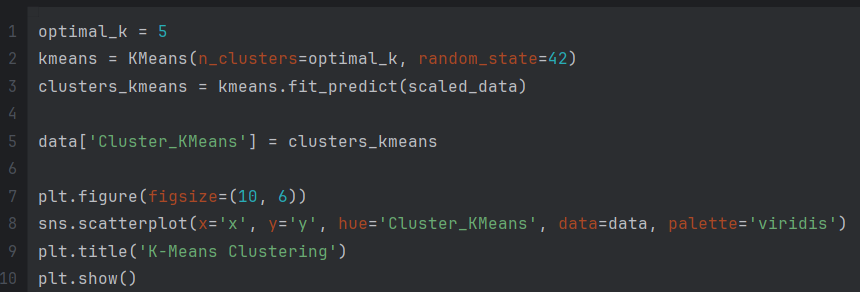 1 optimal_k = 5
2 kmeans = KMeans(n_clusters=optimal_k, random_state=42)
3 clusters_kmeans = kmeans.fit_predict(scaled_data)
4
5 data['Cluster_KMeans'] = clusters_kmeans
6
7 plt.figure(figsize=(10, 6))
8 sns.scatterplot(x='x', y='y', hue='Cluster_KMeans', data=data, palette='viridis')
9 plt.title('K-Means Clustering')
10 plt.show()